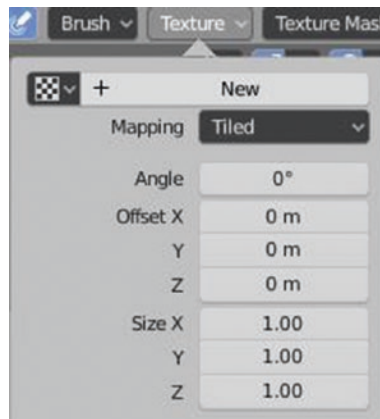 Brush Texture Texture Mas
+ New
Mapping Tiled
Angle 0°
Offset X 0 m
Y 0 m
Z 0 m
Size X 1.00
Y 1.00
Z 1.00